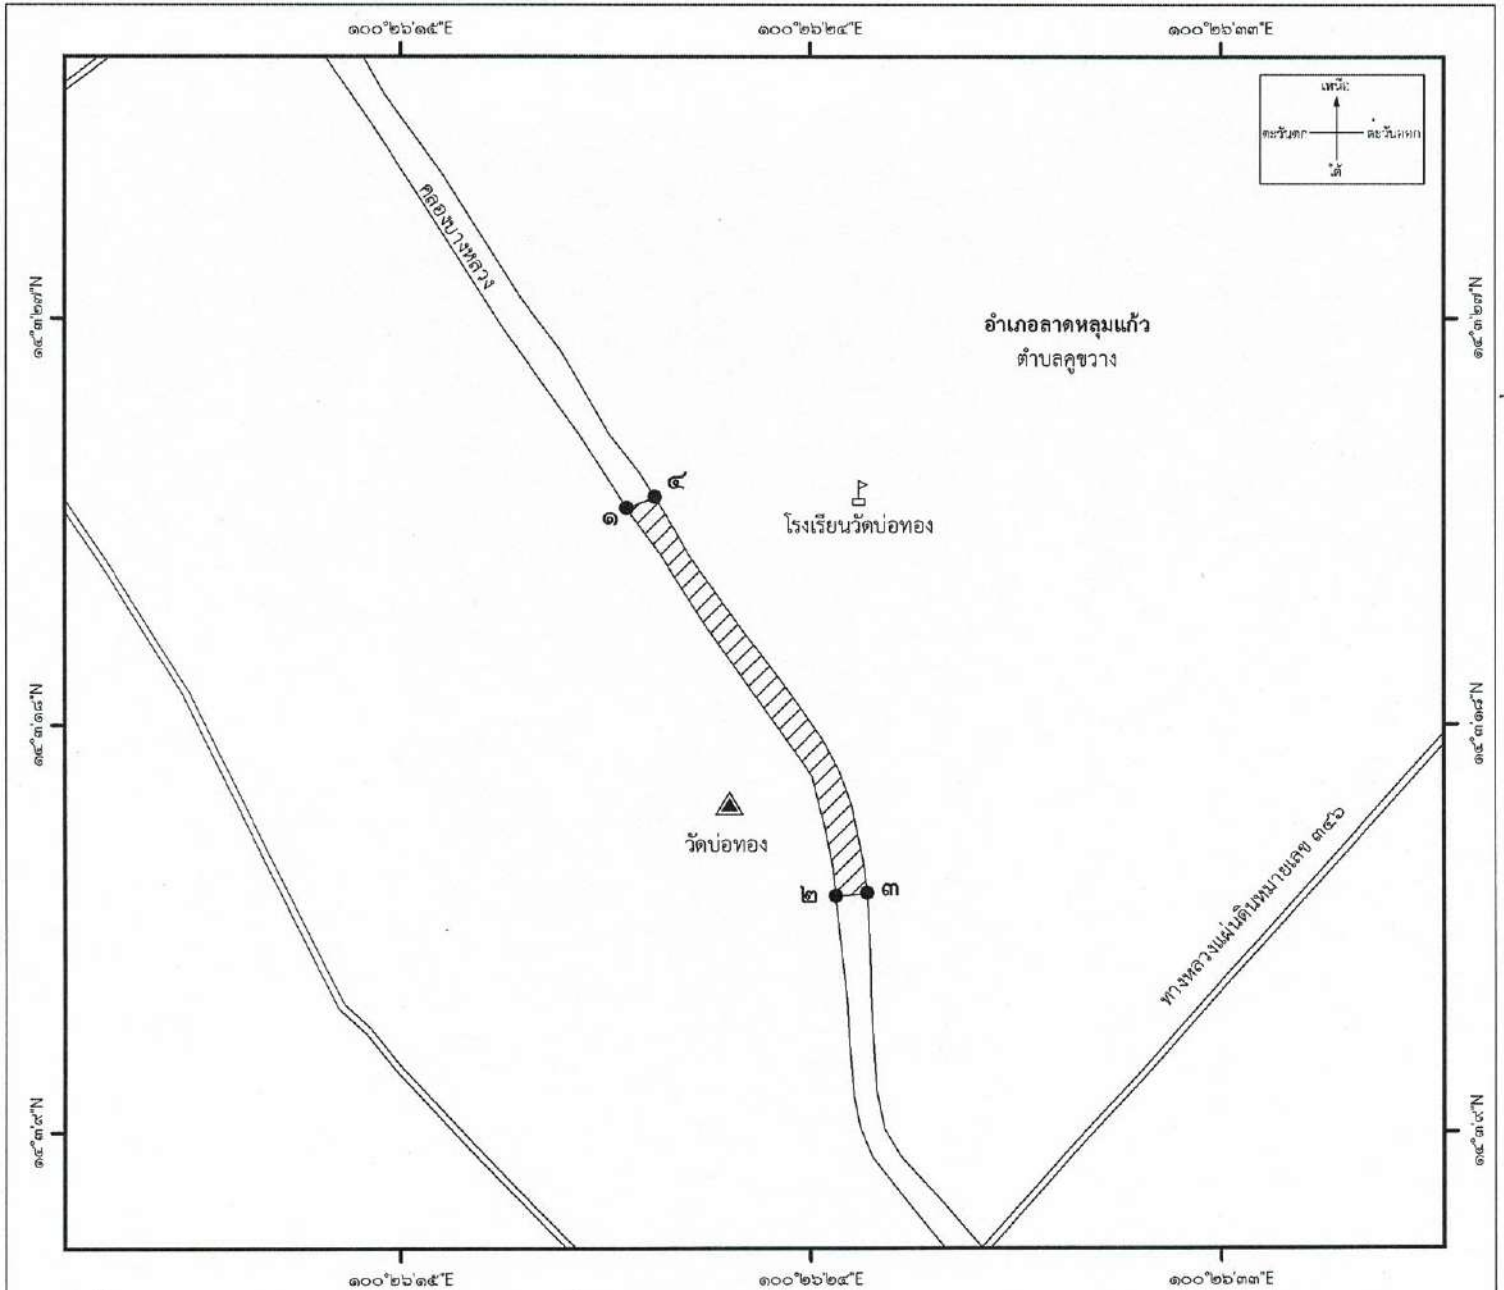 ๑๐๐°๒๖'๑๕"E
๑๐๐°๒๖'๒๔"E
๑๐๐°๒๖'๓๓"E
เหนือ
ตะวันตก
ตะวันออก
ใต้
คลองบางหลวง
๑๔°๓'๒๗"N
๑๔°๓'๒๗"N
อำเภอลาดหลุมแก้ว
ตำบลคูขวาง
๔
๑
โรงเรียนวัดบ่อทอง
๑๔°๓'๑๘"N
๑๔°๓'๑๘"N
วัดบ่อทอง
๒
๓
ทางหลวงแผ่นดินหมายเลข ๓๔๖
๑๔°๓'๙"N
๑๔°๓'๙"N
๑๐๐°๒๖'๑๕"E
๑๐๐°๒๖'๒๔"E
๑๐๐°๒๖'๓๓"E